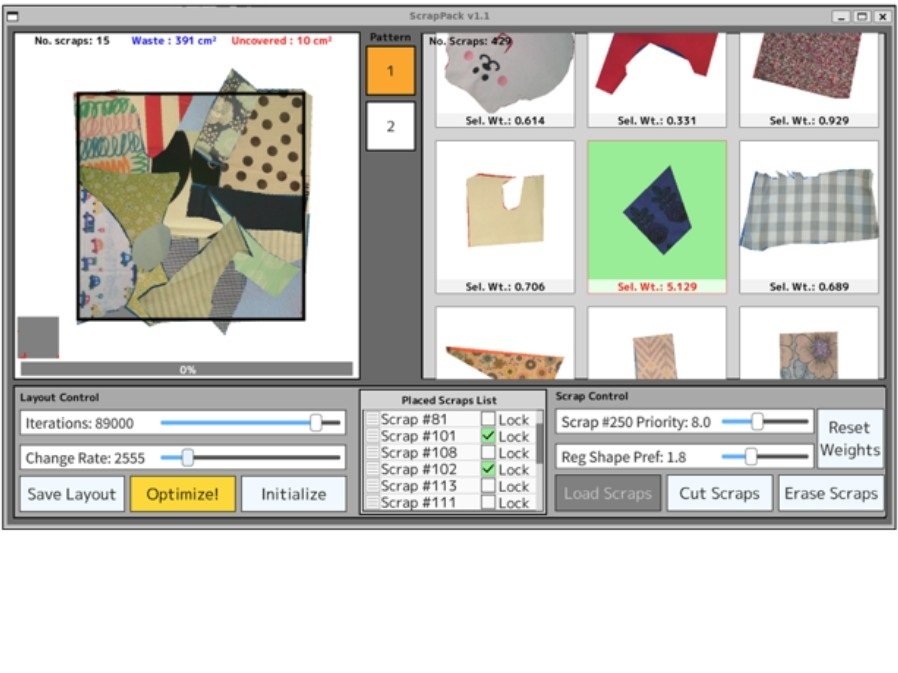 ScrapPack v1.1
No. scraps: 15 Waste : 391 cm² Uncovered : 10 cm²
0%
Pattern
1
2
No. Scraps: 429
Sel. Wt.: 0.614
Sel. Wt.: 0.331
Sel. Wt.: 0.929
Sel. Wt.: 0.706
Sel. Wt.: 5.129
Sel. Wt.: 0.689
Layout Control
Iterations: 89000
Change Rate: 2555
Save Layout
Optimize!
Initialize
Placed Scraps List
Scrap #81 Lock
Scrap #101 Lock
Scrap #108 Lock
Scrap #102 Lock
Scrap #113 Lock
Scrap #111 Lock
Scrap Control
Scrap #250 Priority: 8.0
Reg Shape Pref: 1.8
Reset
Weights
Load Scraps
Cut Scraps
Erase Scraps